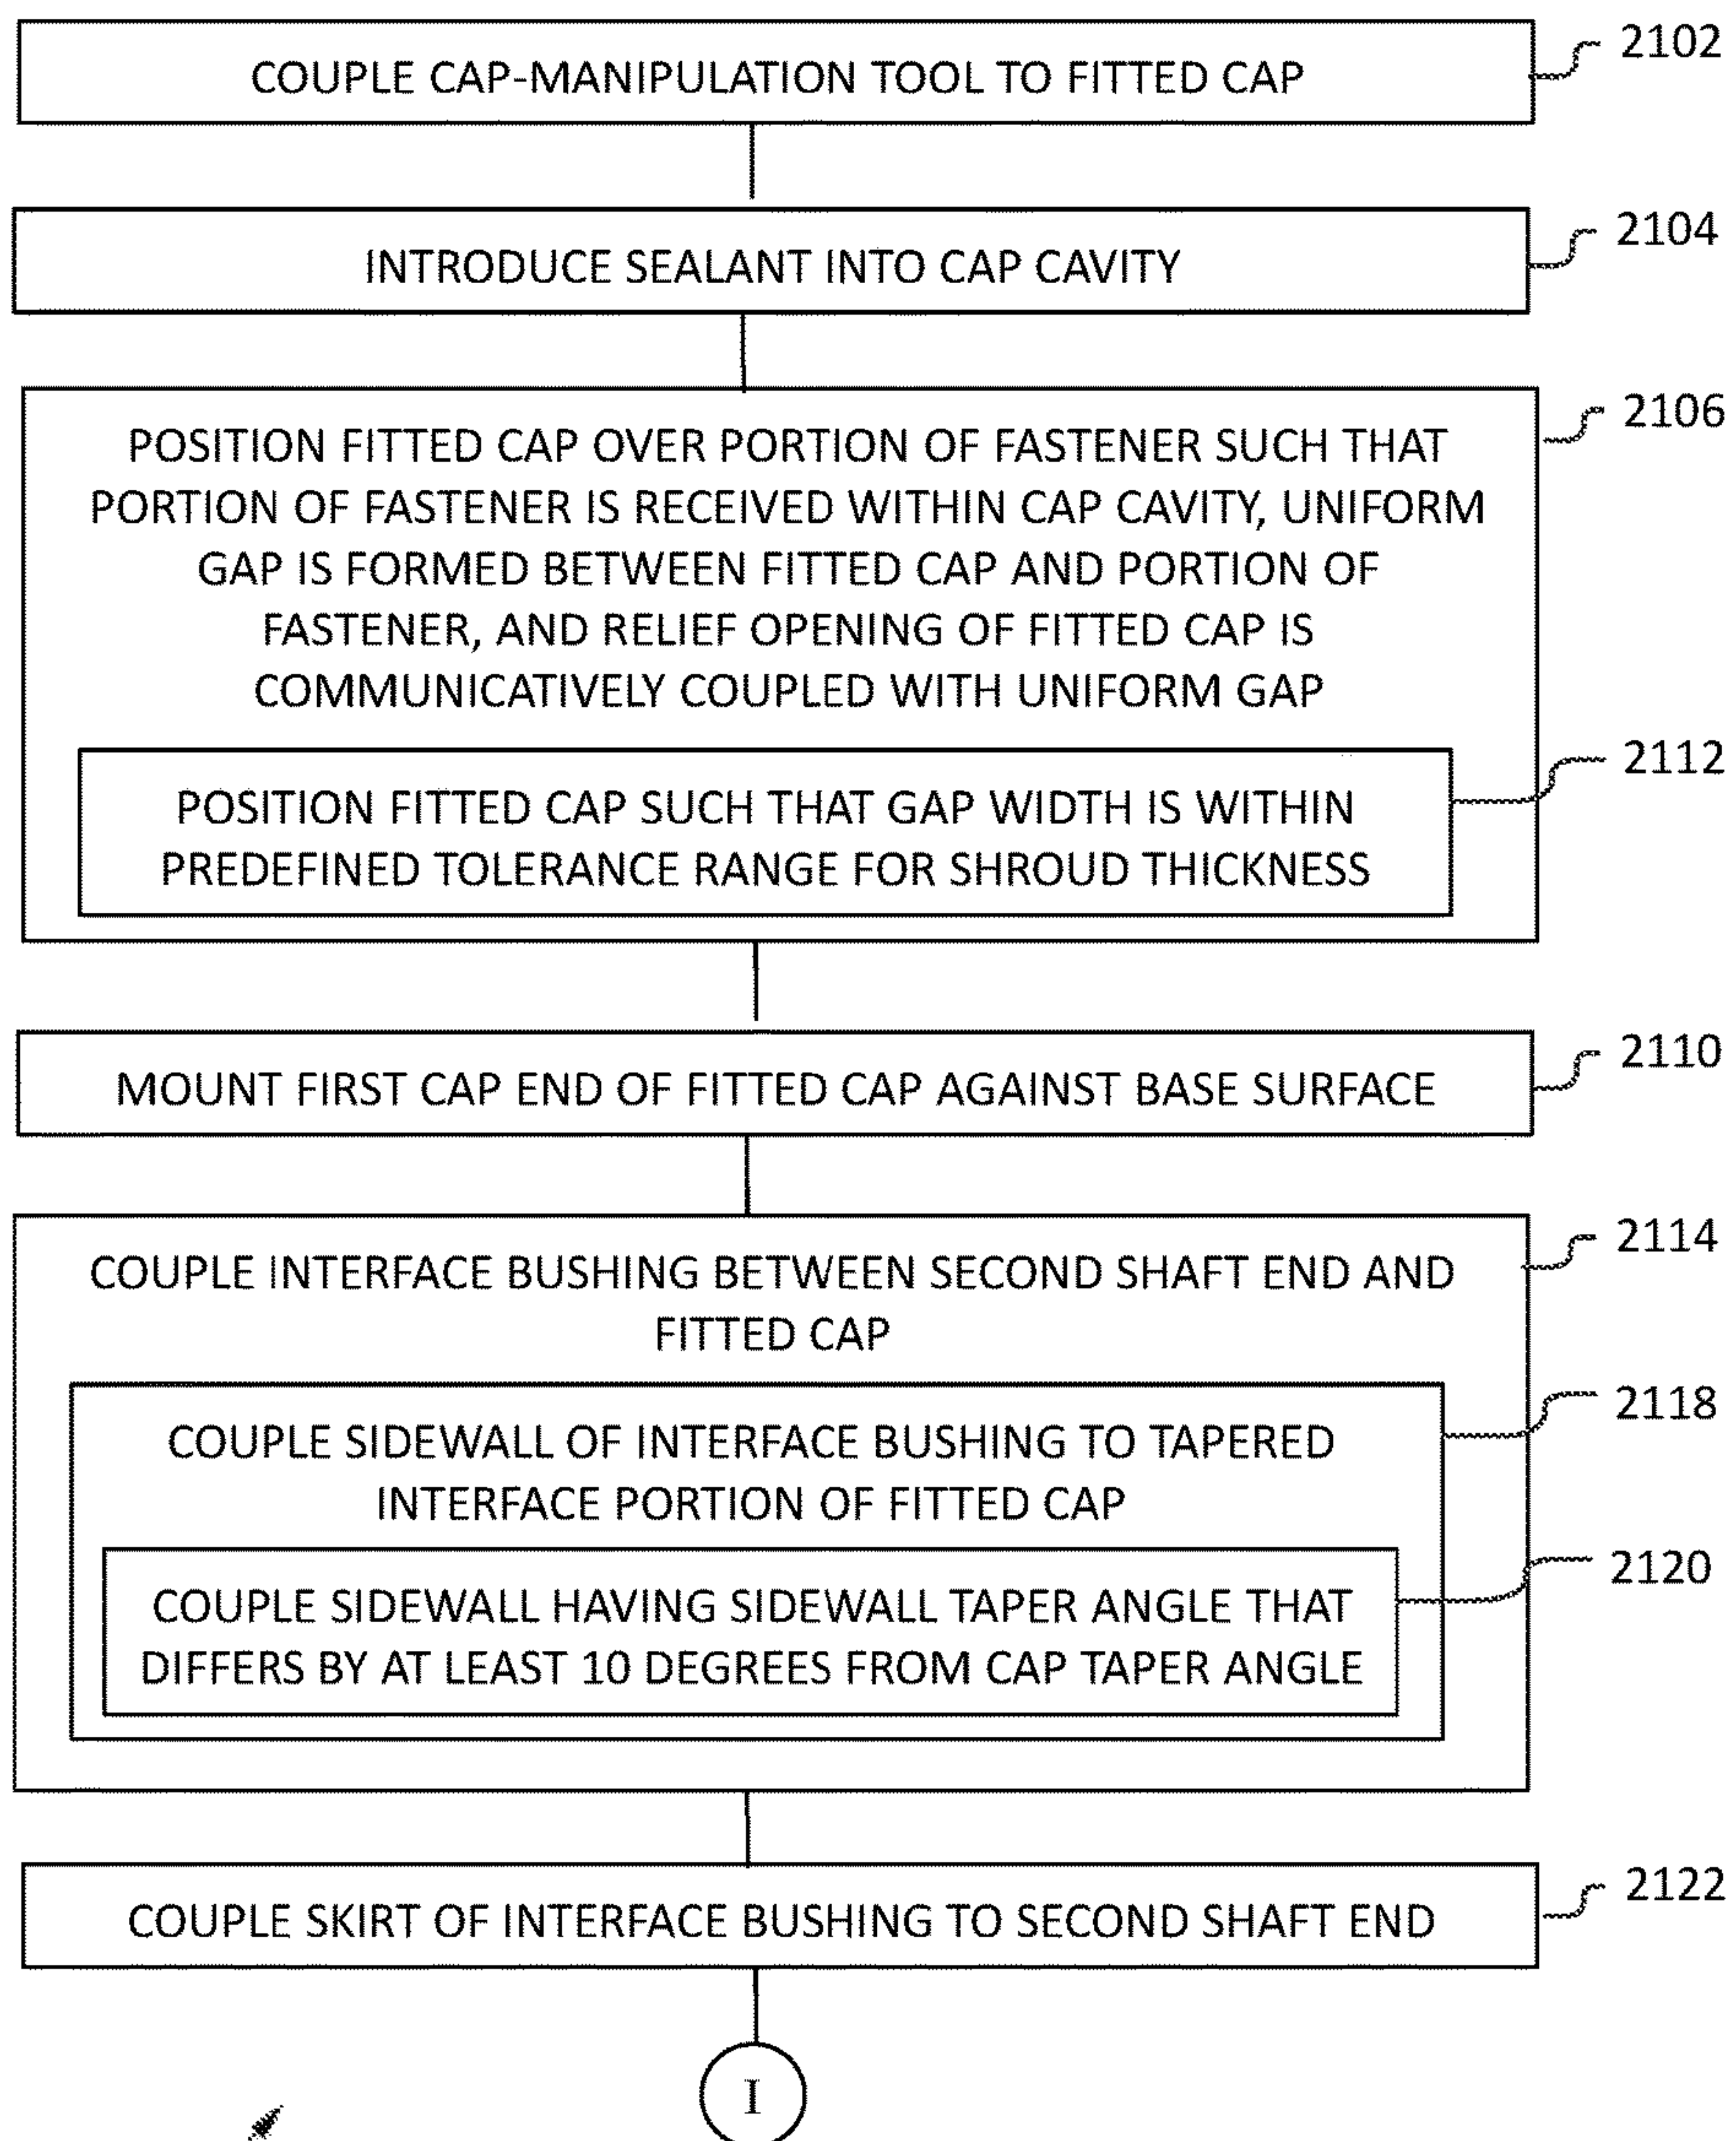 COUPLE CAP-MANIPULATION TOOL TO FITTED CAP
2102
INTRODUCE SEALANT INTO CAP CAVITY
2104
POSITION FITTED CAP OVER PORTION OF FASTENER SUCH THAT
PORTION OF FASTENER IS RECEIVED WITHIN CAP CAVITY, UNIFORM
GAP IS FORMED BETWEEN FITTED CAP AND PORTION OF
FASTENER, AND RELIEF OPENING OF FITTED CAP IS
COMMUNICATIVELY COUPLED WITH UNIFORM GAP
2106
POSITION FITTED CAP SUCH THAT GAP WIDTH IS WITHIN
PREDEFINED TOLERANCE RANGE FOR SHROUD THICKNESS
2112
MOUNT FIRST CAP END OF FITTED CAP AGAINST BASE SURFACE
2110
COUPLE INTERFACE BUSHING BETWEEN SECOND SHAFT END AND
FITTED CAP
2114
COUPLE SIDEWALL OF INTERFACE BUSHING TO TAPERED
INTERFACE PORTION OF FITTED CAP
2118
COUPLE SIDEWALL HAVING SIDEWALL TAPER ANGLE THAT
DIFFERS BY AT LEAST 10 DEGREES FROM CAP TAPER ANGLE
2120
COUPLE SKIRT OF INTERFACE BUSHING TO SECOND SHAFT END
2122
I